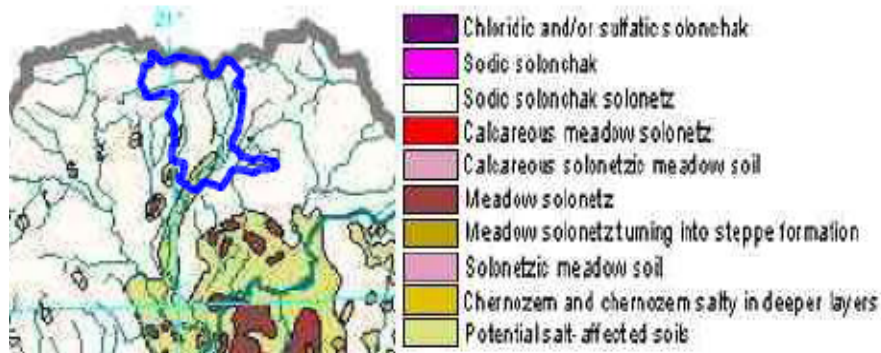 21°
Chloridic and/or sulfatic solonchak
Sodic solonchak
Sodic solonchak solonetz
Calcareous meadow solonetz
Calcareous solonetzic meadow soil
Meadow solonetz
Meadow solonetz turning into steppe formation
Solonetzic meadow soil
Chernozem and chernozem salty in deeper layers
Potential salt-affected soils